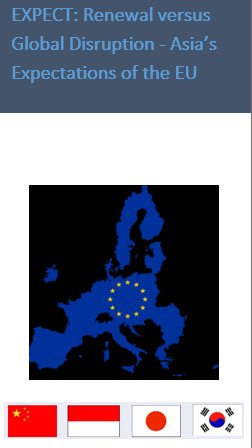 EXPECT: Renewal versus
Global Disruption - Asia's
Expectations of the EU